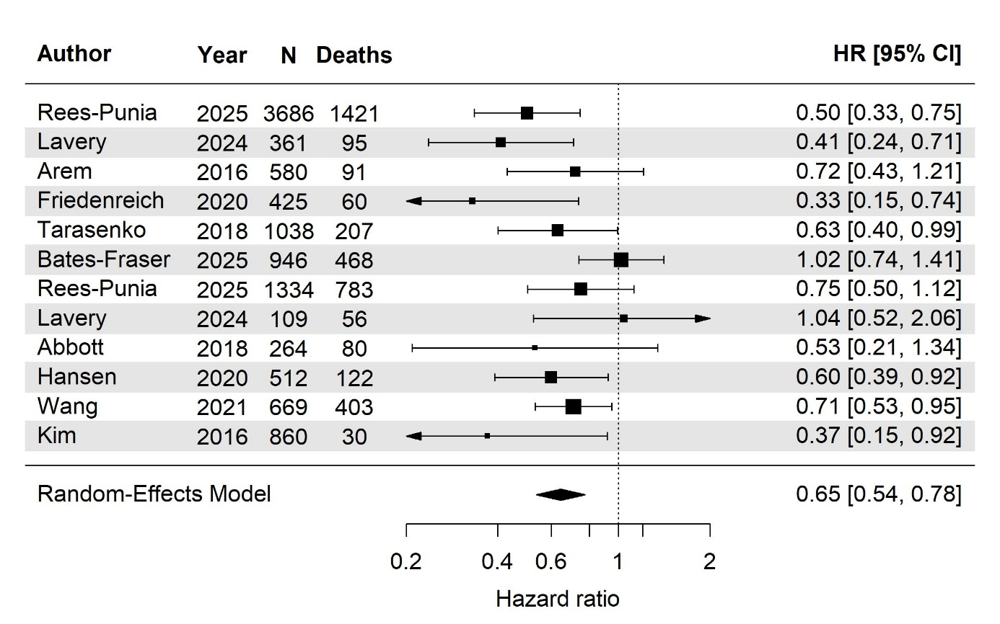 Author Year N Deaths HR [95% CI]
Rees-Punia 2025 3686 1421 0.50 [0.33, 0.75]
Lavery 2024 361 95 0.41 [0.24, 0.71]
Arem 2016 580 91 0.72 [0.43, 1.21]
Friedenreich 2020 425 60 0.33 [0.15, 0.74]
Tarasenko 2018 1038 207 0.63 [0.40, 0.99]
Bates-Fraser 2025 946 468 1.02 [0.74, 1.41]
Rees-Punia 2025 1334 783 0.75 [0.50, 1.12]
Lavery 2024 109 56 1.04 [0.52, 2.06]
Abbott 2018 264 80 0.53 [0.21, 1.34]
Hansen 2020 512 122 0.60 [0.39, 0.92]
Wang 2021 669 403 0.71 [0.53, 0.95]
Kim 2016 860 30 0.37 [0.15, 0.92]
Random-Effects Model 0.65 [0.54, 0.78]
0.2 0.4 0.6 1 2
Hazard ratio